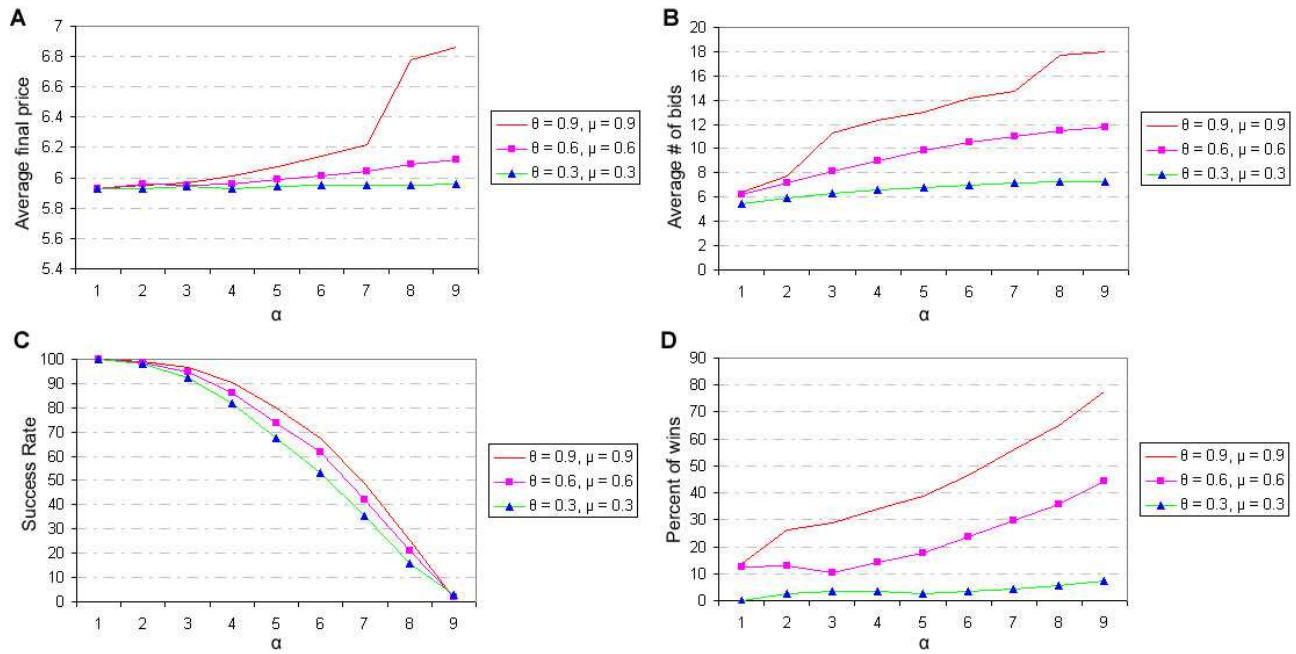 A
Average final price
7
6.8
6.6
6.4
6.2
6
5.8
5.6
5.4
1 2 3 4 5 6 7 8 9
α
θ = 0.9, μ = 0.9
θ = 0.6, μ = 0.6
θ = 0.3, μ = 0.3
B
Average # of bids
20
18
16
14
12
10
8
6
4
2
0
1 2 3 4 5 6 7 8 9
α
θ = 0.9, μ = 0.9
θ = 0.6, μ = 0.6
θ = 0.3, μ = 0.3
C
Success Rate
100
90
80
70
60
50
40
30
20
10
0
1 2 3 4 5 6 7 8 9
α
θ = 0.9, μ = 0.9
θ = 0.6, μ = 0.6
θ = 0.3, μ = 0.3
D
Percent of wins
90
80
70
60
50
40
30
20
10
0
1 2 3 4 5 6 7 8 9
α
θ = 0.9, μ = 0.9
θ = 0.6, μ = 0.6
θ = 0.3, μ = 0.3